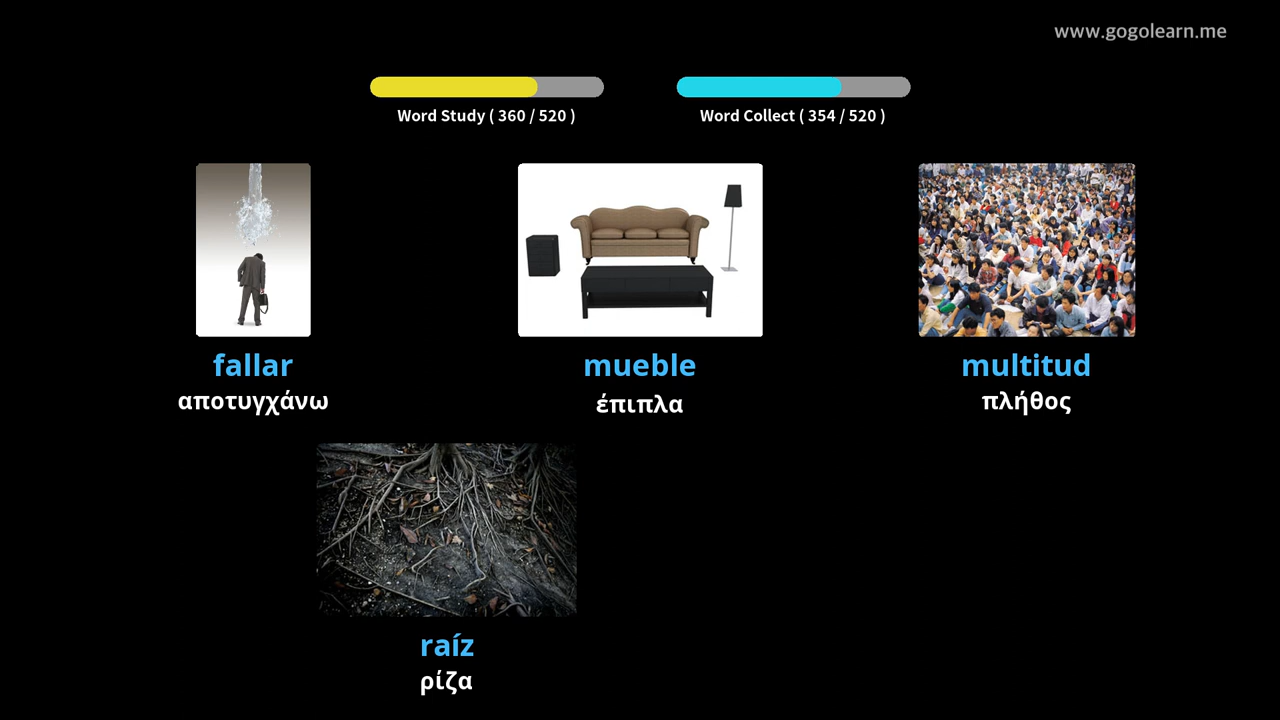 www.gogolearn.me
Word Study ( 360 / 520 )
Word Collect ( 354 / 520 )
fallar
αποτυγχάνω
mueble
έπιπλα
multitud
πλήθος
raíz
ρίζα